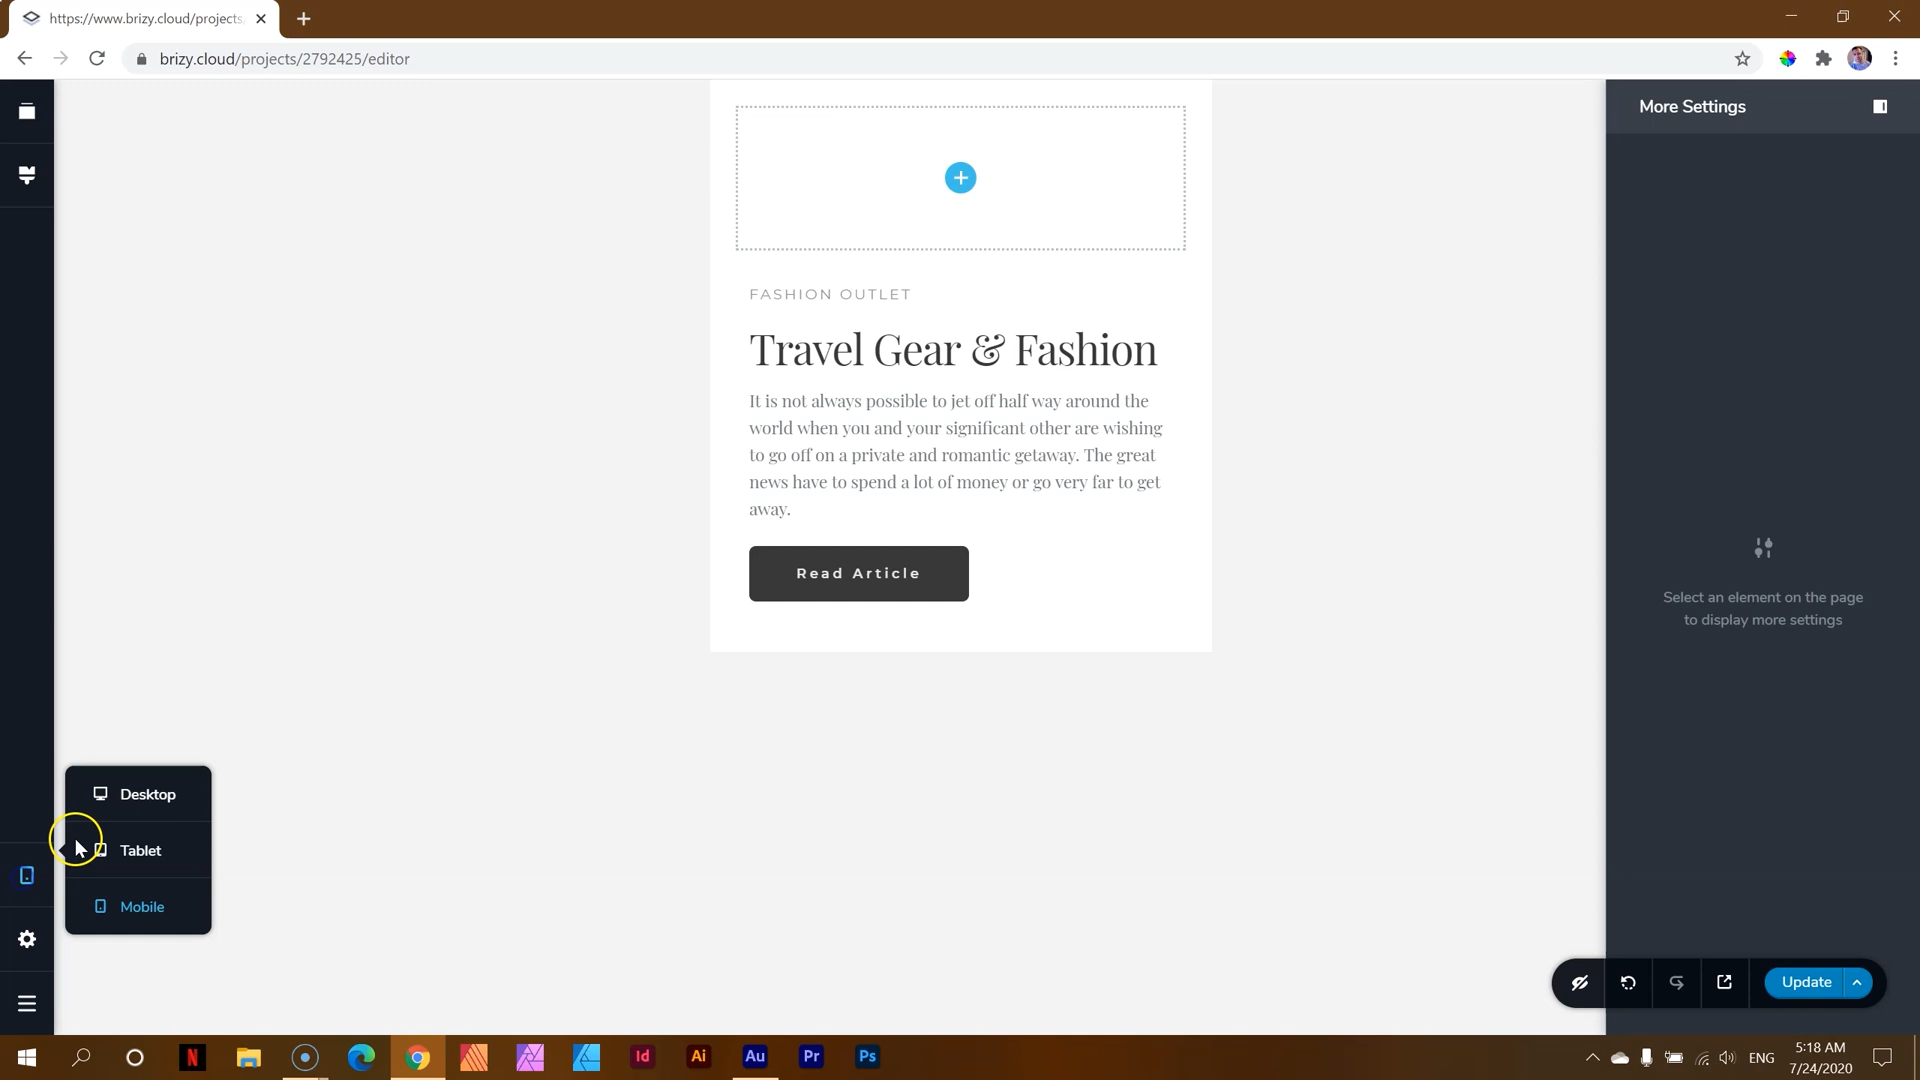 https://www.brizy.cloud/projects
brizy.cloud/projects/2792425/editor
More Settings
FASHION OUTLET
Travel Gear & Fashion
It is not always possible to jet off half way around the
world when you and your significant other are wishing
to go off on a private and romantic getaway. The great
news have to spend a lot of money or go very far to get
away.
Read Article
Select an element on the page
to display more settings
Desktop
Tablet
Mobile
Update
N
Id
Ai
Au
Pr
Ps
ENG
5:18 AM
7/24/2020